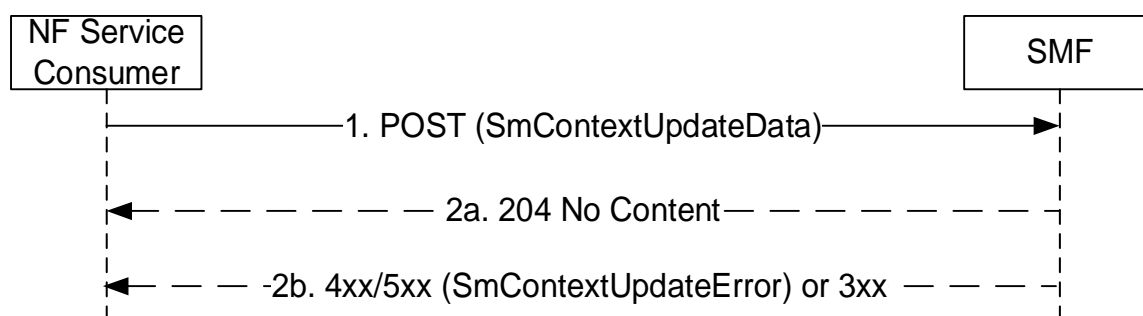 NF Service
Consumer
SMF
1. POST (SmContextUpdateData)
2a. 204 No Content
2b. 4xx/5xx (SmContextUpdateError) or 3xx